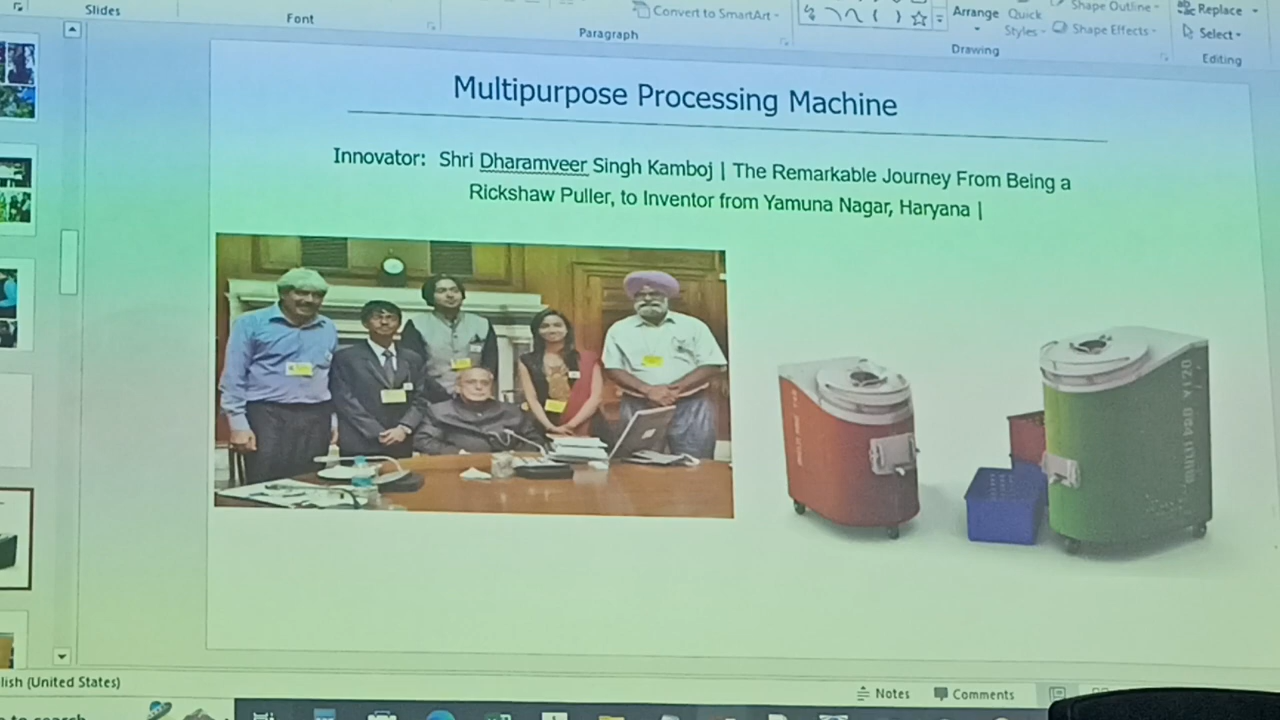 Slides
Font
Paragraph
Convert to SmartArt
Arrange
Quick
Styles
Shape Outline
Shape Effects
Drawing
Replace
Select
Editing
Multipurpose Processing Machine
Innovator: Shri Dharamveer Singh Kamboj | The Remarkable Journey From Being a
Rickshaw Puller, to Inventor from Yamuna Nagar, Haryana |
lish (United States)
Notes
Comments
search